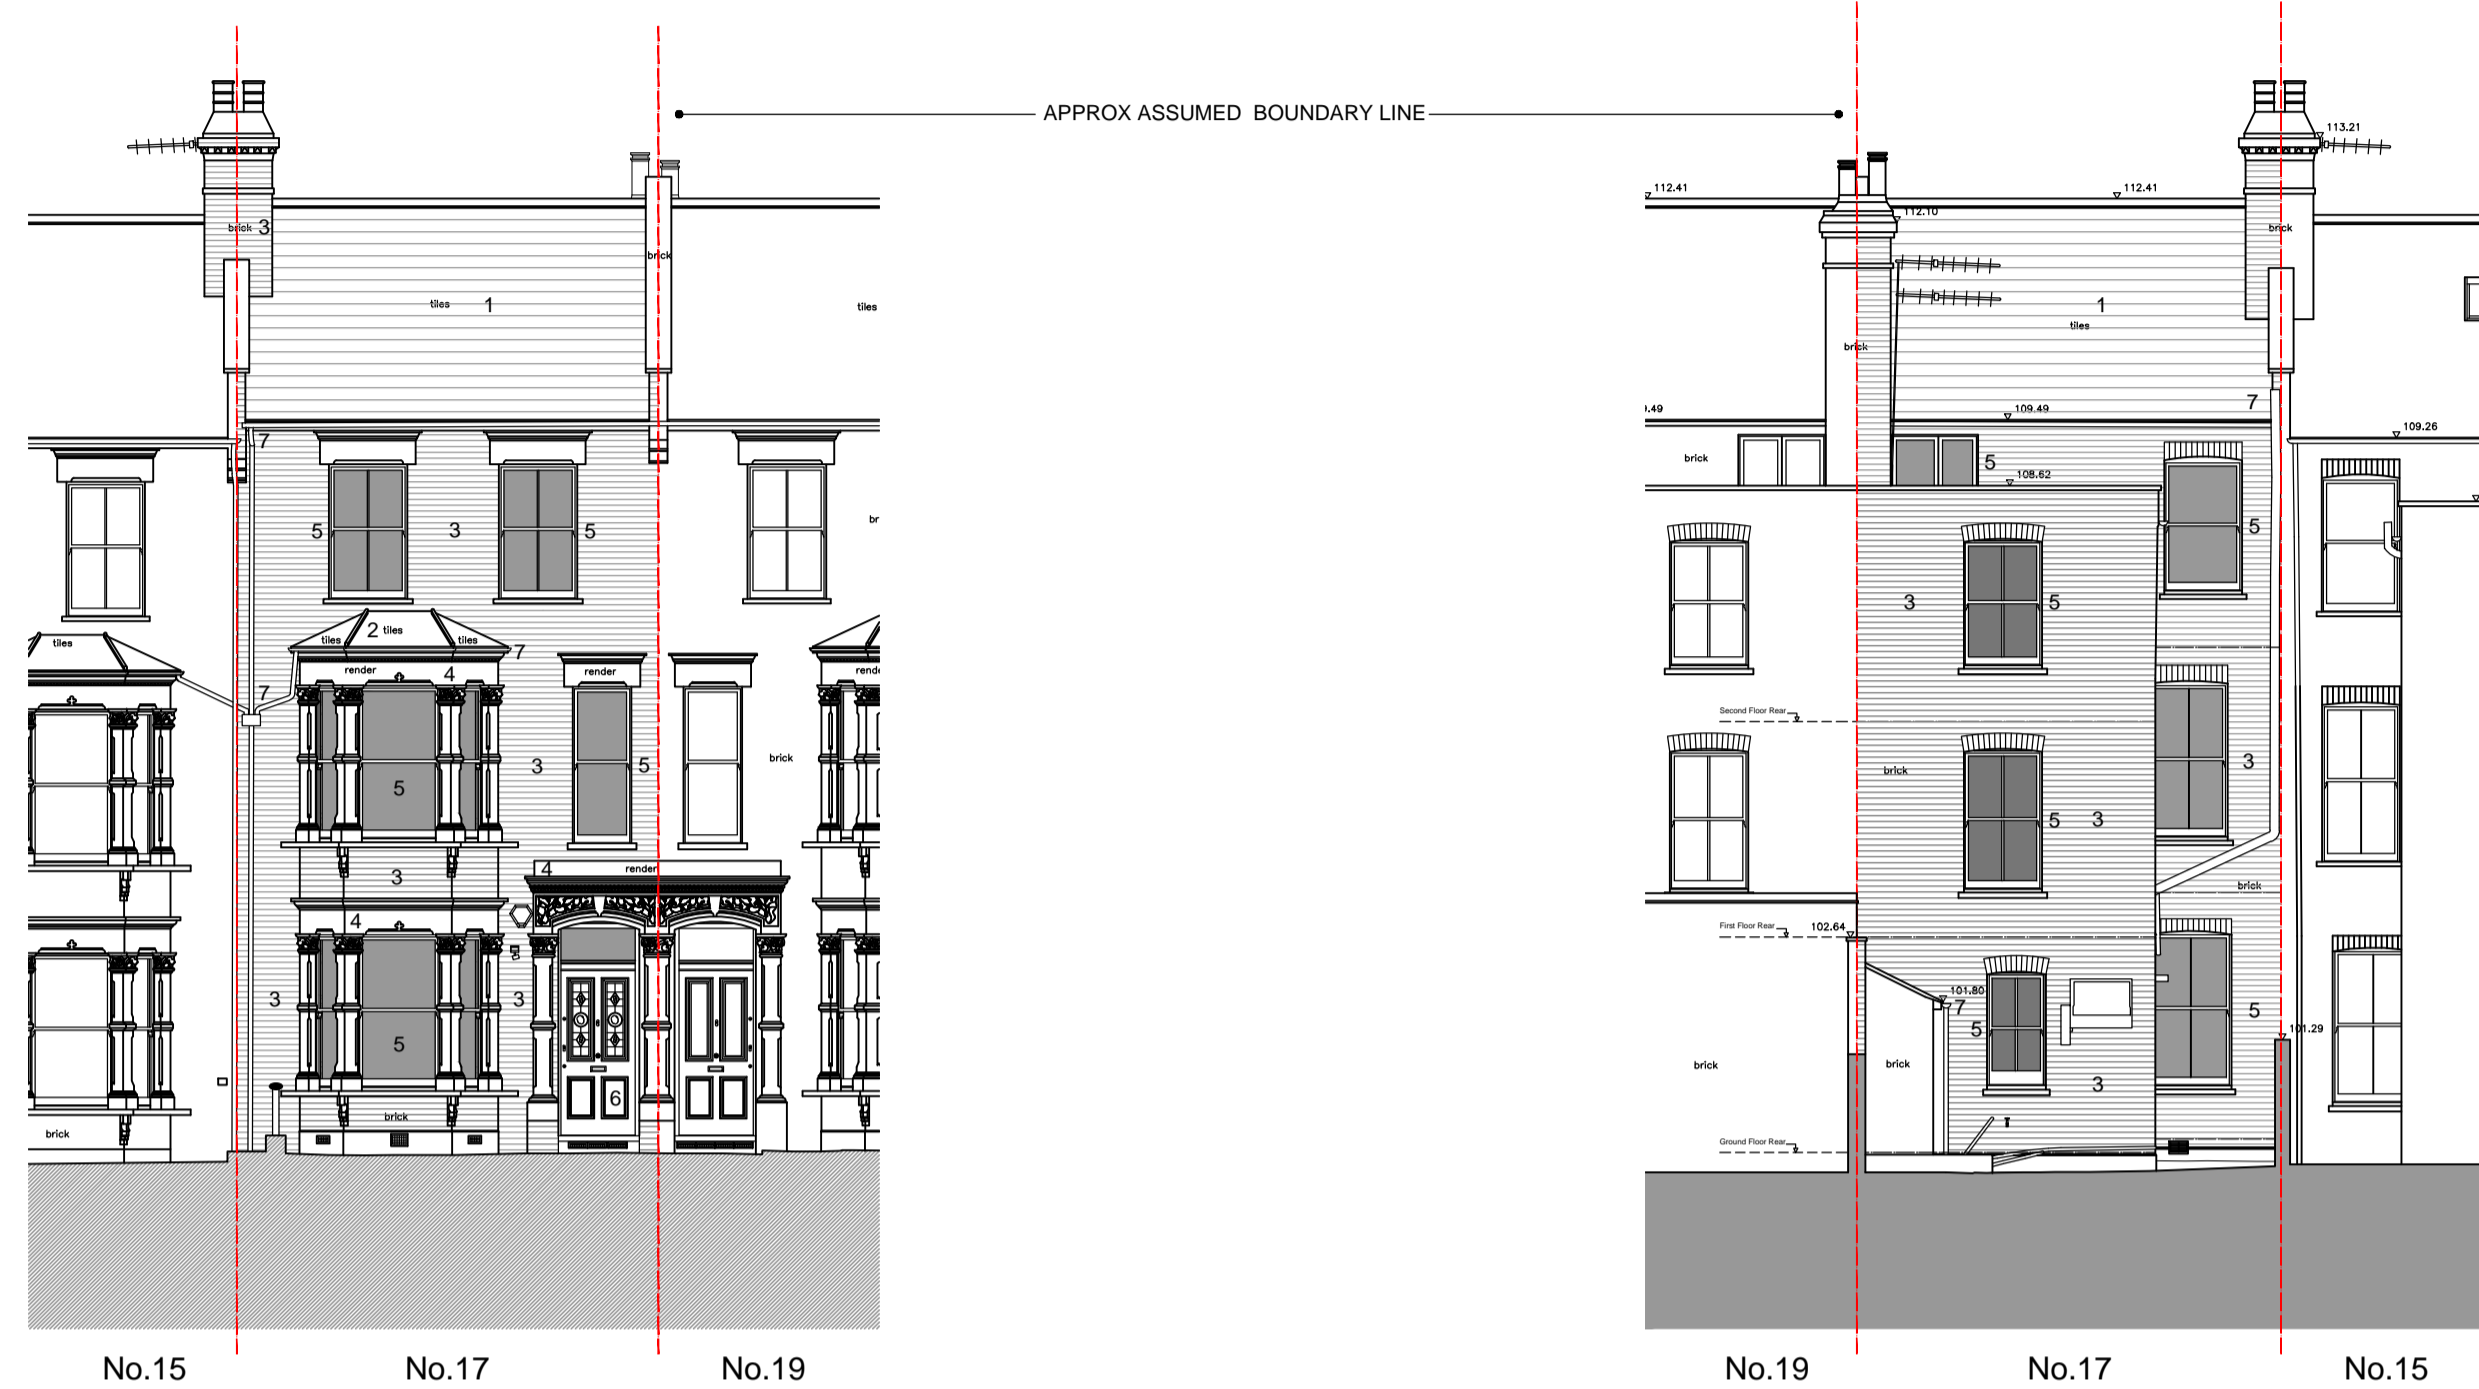 APPROX ASSUMED  BOUNDARY LINE
brick 3
brick
tiles 1
tiles
7
5 3 5
tiles
tiles 2 tiles tiles
7
render 4
render
7
5
3 5
brick
4 render
3
4
3
3
5
6
brick
brick
No.15 No.17 No.19
113.21
112.41 112.41
112.10
brick
1
tiles
brick
7
109.49
109.26
brick
5
108.62
5
3 5
Second Floor Rear
brick
3
5 3
brick
First Floor Rear 102.64
101.80
7
5
5
101.29
brick
brick
3
Ground Floor Rear
No.19 No.17 No.15